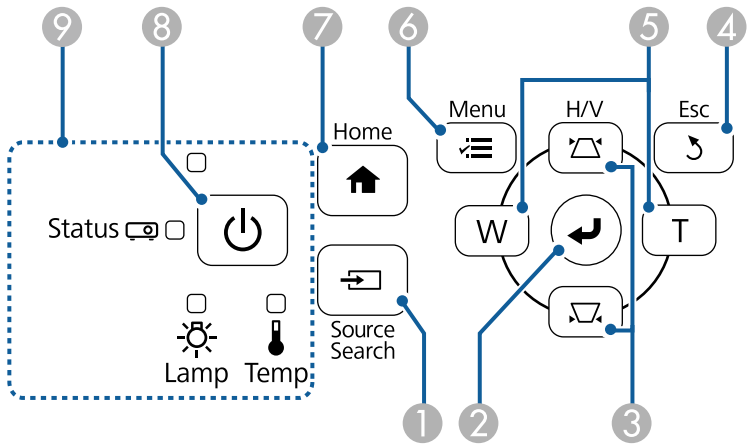 9 8 7 6 5 4
Menu H/V Esc
Home
Status W T
Source
Search
Lamp Temp
1 2 3